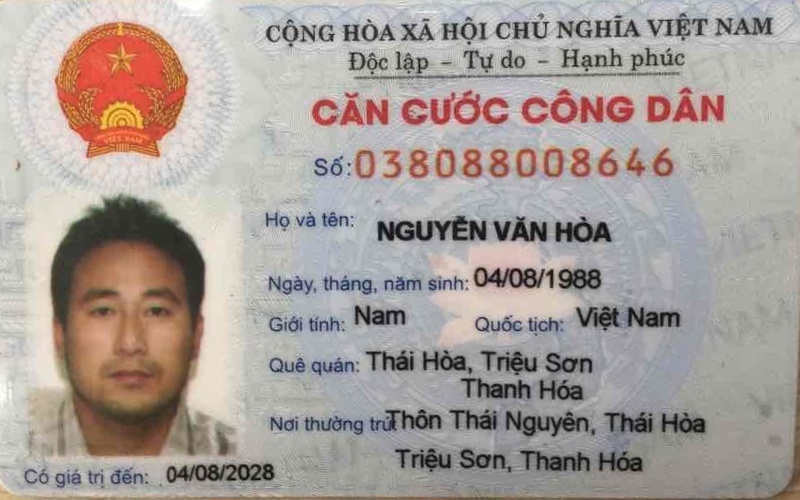 CỘNG HÒA XÃ HỘI CHỦ NGHĨA VIỆT NAM
Độc lập - Tự do - Hạnh phúc
CĂN CƯỚC CÔNG DÂN
Số: 038088008646
Họ và tên: NGUYỄN VĂN HÒA
Ngày, tháng, năm sinh: 04/08/1988
Giới tính: Nam Quốc tịch: Việt Nam
Quê quán: Thái Hòa, Triệu Sơn
Thanh Hóa
Nơi thường trú: Thôn Thái Nguyên, Thái Hòa
Triệu Sơn, Thanh Hóa
Có giá trị đến: 04/08/2028
VIỆT NAM